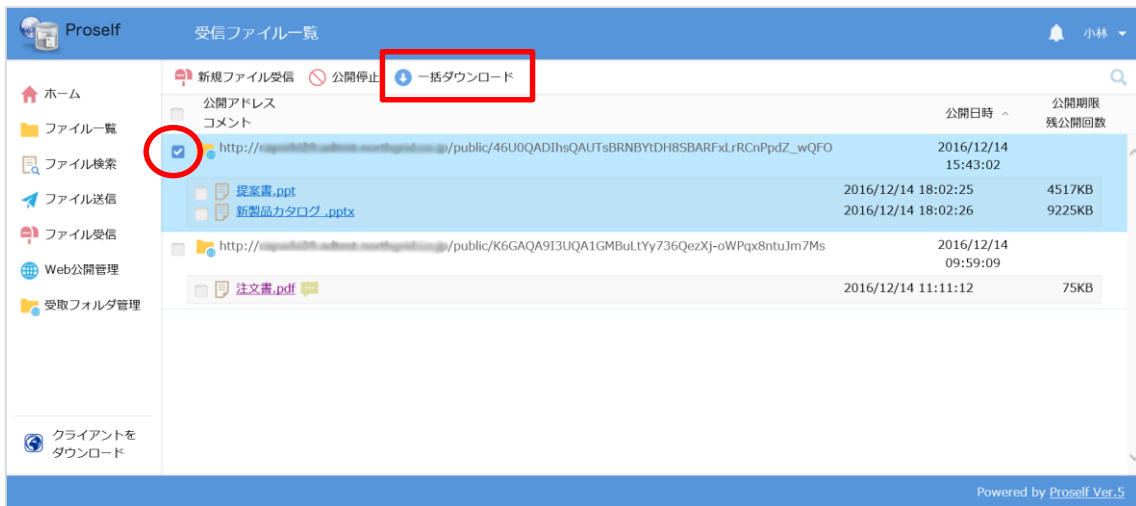 Proself
受信ファイル一覧
小林
ホーム
ファイル一覧
ファイル検索
ファイル送信
ファイル受信
Web公開管理
受取フォルダ管理
クライアントを
ダウンロード
新規ファイル受信 公開停止 一括ダウンロード
公開アドレス 公開日時 公開期限
コメント 残公開回数
http:// /public/46U0QADIhsQAUTsBRNBYtDH8SBARFxLrRCnPpdZ_wQFO 2016/12/14
15:43:02
提案書.ppt 2016/12/14 18:02:25 4517KB
新製品カタログ .pptx 2016/12/14 18:02:26 9225KB
http:// /public/K6GAQA9I3UQA1GMBuLtYy736QezXj-oWPqx8ntuJm7Ms 2016/12/14
09:59:09
注文書.pdf 2016/12/14 11:11:12 75KB
Powered by Proself Ver.5